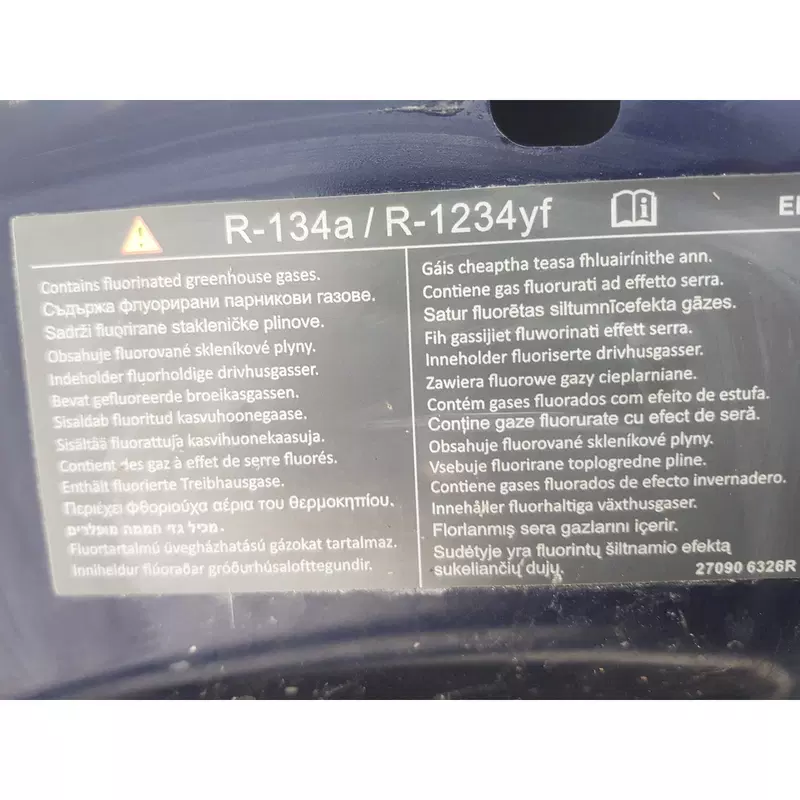 R-134a / R-1234yf
Contains fluorinated greenhouse gases.
Съдържа флуорирани парникови газове.
Sadrži fluorirane stakleničke plinove.
Obsahuje fluorované skleníkové plyny.
Indeholder fluorholdige drivhusgasser.
Bevat gefluoreerde broeikasgassen.
Sisaldab fluoritud kasvuhoonegaase.
Sisältää fluorattuja kasvihuonekaasuja.
Contient des gaz à effet de serre fluorés.
Enthält fluorierte Treibhausgase.
Περιέχει φθοριούχα αέρια του θερμοκηπίου.
מכיל גזי חממה מופלרים.
Fluortartalmú üvegházhatású gázokat tartalmaz.
Inniheldur flúoraðar gróðurhúsalofttegundir.
Gáis cheaptha teasa fhluairínithe ann.
Contiene gas fluorurati ad effetto serra.
Satur fluorētas siltumnīcefekta gāzes.
Fih gassijiet fluworinati effett serra.
Inneholder fluoriserte drivhusgasser.
Zawiera fluorowe gazy cieplarniane.
Contém gases fluorados com efeito de estufa.
Conține gaze fluorurate cu efect de seră.
Obsahuje fluorované skleníkové plyny.
Vsebuje fluorirane toplogredne pline.
Contiene gases fluorados de efecto invernadero.
Innehåller fluorhaltiga växthusgaser.
Florlanmış sera gazlarını içerir.
Sudėtyje yra fluorintų šiltnamio efektą
sukeliančių dujų.
27090 6326R